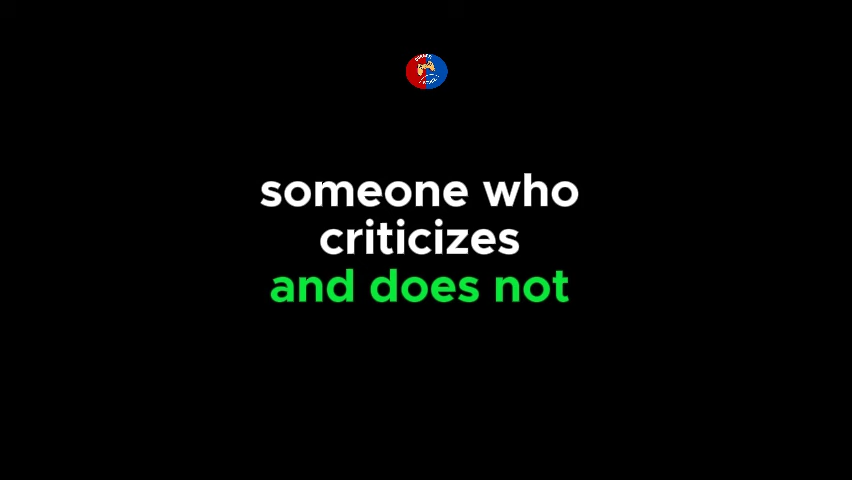 someone who
criticizes
and does not